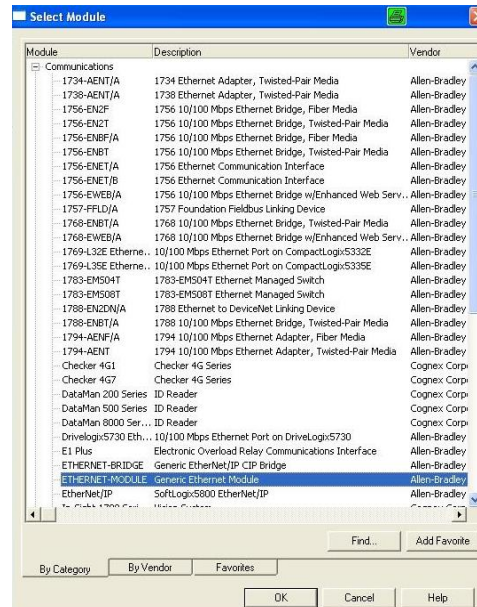 Select Module
Module Description Vendor
Communications
1734-AENT/A 1734 Ethernet Adapter, Twisted-Pair Media Allen-Bradley
1738-AENT/A 1738 Ethernet Adapter, Twisted-Pair Media Allen-Bradley
1756-EN2F 1756 10/100 Mbps Ethernet Bridge, Fiber Media Allen-Bradley
1756-EN2T 1756 10/100 Mbps Ethernet Bridge, Twisted-Pair Media Allen-Bradley
1756-ENBF/A 1756 10/100 Mbps Ethernet Bridge, Fiber Media Allen-Bradley
1756-ENBT 1756 10/100 Mbps Ethernet Bridge, Twisted-Pair Media Allen-Bradley
1756-ENET/A 1756 Ethernet Communication Interface Allen-Bradley
1756-ENET/B 1756 Ethernet Communication Interface Allen-Bradley
1756-EWEB/A 1756 10/100 Mbps Ethernet Bridge w/Enhanced Web Serv.. Allen-Bradley
1757-FFLD/A 1757 Foundation Fieldbus Linking Device Allen-Bradley
1768-ENBT/A 1768 10/100 Mbps Ethernet Bridge, Twisted-Pair Media Allen-Bradley
1768-EWEB/A 1768 10/100 Mbps Ethernet Bridge w/Enhanced Web Serv.. Allen-Bradley
1769-L32E Etherne.. 10/100 Mbps Ethernet Port on CompactLogix5332E Allen-Bradley
1769-L35E Etherne.. 10/100 Mbps Ethernet Port on CompactLogix5335E Allen-Bradley
1783-EMS04T 1783-EMS04T Ethernet Managed Switch Allen-Bradley
1783-EMS08T 1783-EMS08T Ethernet Managed Switch Allen-Bradley
1788-EN2DN/A 1788 Ethernet to DeviceNet Linking Device Allen-Bradley
1788-ENBT/A 1788 10/100 Mbps Ethernet Bridge, Twisted-Pair Media Allen-Bradley
1794-AENF/A 1794 10/100 Mbps Ethernet Adapter, Fiber Media Allen-Bradley
1794-AENT 1794 10/100 Mbps Ethernet Adapter, Twisted-Pair Media Allen-Bradley
Checker 4G1 Checker 4G Series Cognex Corp
Checker 4G7 Checker 4G Series Cognex Corp
DataMan 200 Series ID Reader Cognex Corp
DataMan 500 Series ID Reader Cognex Corp
DataMan 8000 Ser... ID Reader Cognex Corp
Drivelogix5730 Eth... 10/100 Mbps Ethernet Port on DriveLogix5730 Allen-Bradley
E1 Plus Electronic Overload Relay Communications Interface Allen-Bradley
ETHERNET-BRIDGE Generic EtherNet/IP CIP Bridge Allen-Bradley
ETHERNET-MODULE Generic Ethernet Module Allen-Bradley
EtherNet/IP SoftLogix5800 EtherNet/IP Allen-Bradley
Find... Add Favorite
By Category By Vendor Favorites
OK Cancel Help